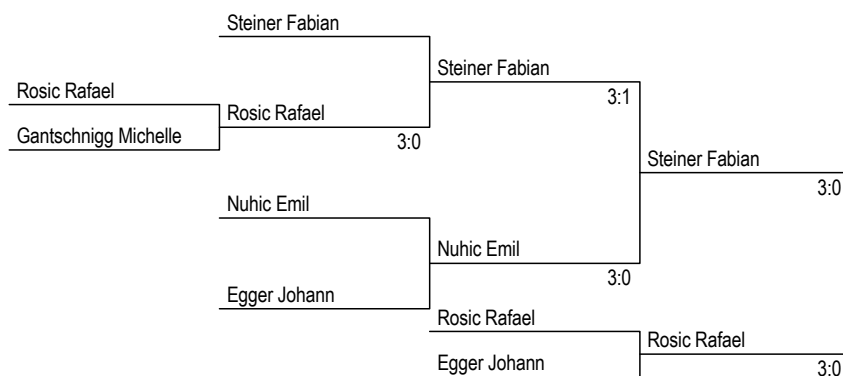 Steiner Fabian
Steiner Fabian
3:1
Rosic Rafael
Rosic Rafael
3:0
Gantschnigg Michelle
Steiner Fabian
3:0
Nuhic Emil
Nuhic Emil
3:0
Egger Johann
Rosic Rafael
Rosic Rafael
3:0
Egger Johann